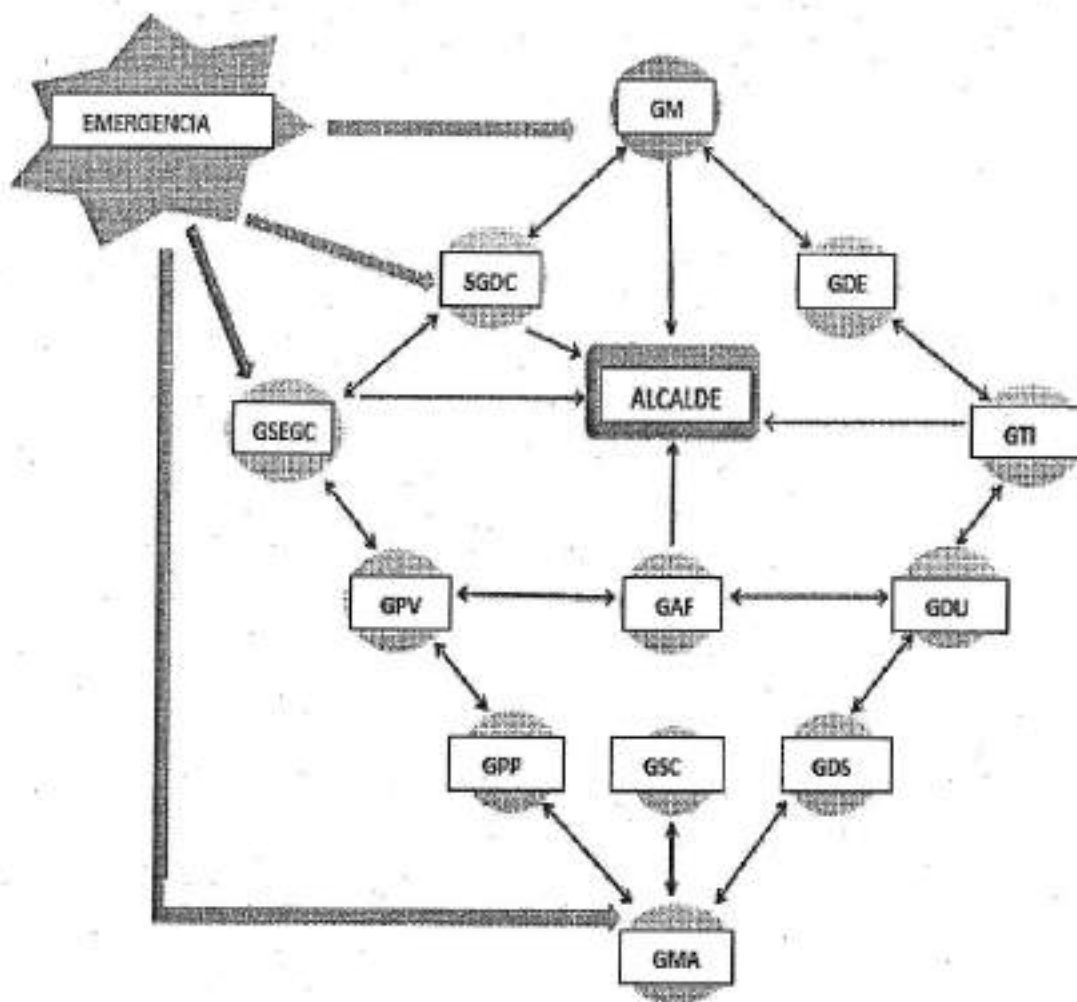 EMERGENCIA
GM
SGDC
GDE
ALCALDE
GSEGC
GTI
GPV
GAF
GDU
GPP
GSC
GDS
GMA